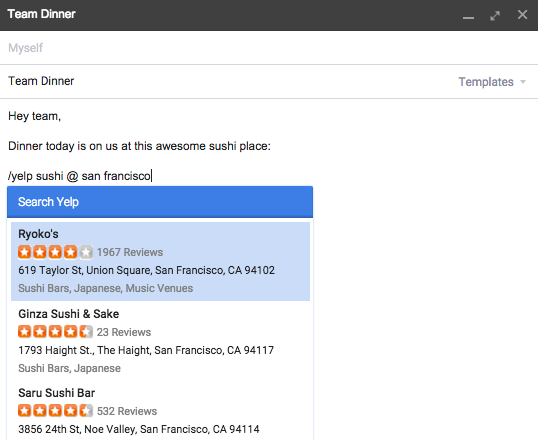 Team Dinner
Myself
Team Dinner
Templates
Hey team,
Dinner today is on us at this awesome sushi place:
/yelp sushi @ san francisco
Search Yelp
Ryoko's
1967 Reviews
619 Taylor St, Union Square, San Francisco, CA 94102
Sushi Bars, Japanese, Music Venues
Ginza Sushi & Sake
23 Reviews
1793 Haight St., The Haight, San Francisco, CA 94117
Sushi Bars, Japanese
Saru Sushi Bar
532 Reviews
3856 24th St, Noe Valley, San Francisco, CA 94114